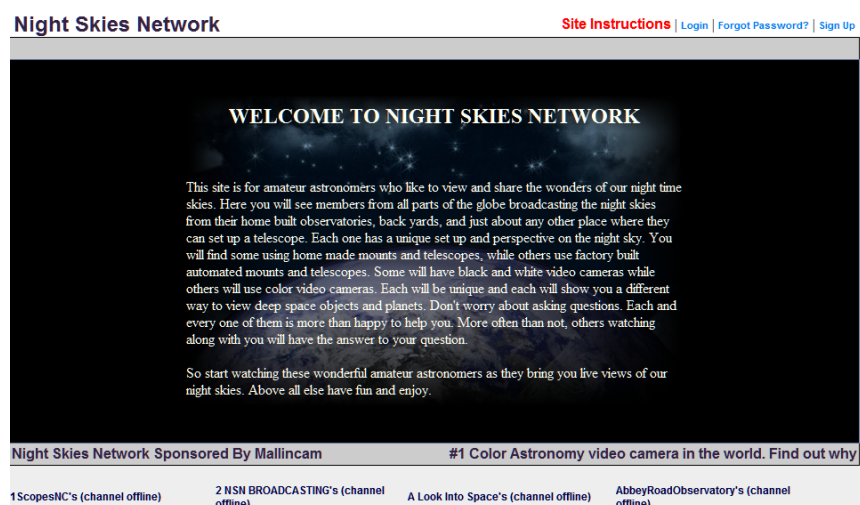 Night Skies Network
Site Instructions | Login | Forgot Password? | Sign Up
WELCOME TO NIGHT SKIES NETWORK
This site is for amateur astronomers who like to view and share the wonders of our night time
skies. Here you will see members from all parts of the globe broadcasting the night skies
from their home built observatories, back yards, and just about any other place where they
can set up a telescope. Each one has a unique set up and perspective on the night sky. You
will find some using home made mounts and telescopes, while others use factory built
automated mounts and telescopes. Some will have black and white video cameras while
others will use color video cameras. Each will be unique and each will show you a different
way to view deep space objects and planets. Don't worry about asking questions. Each and
every one of them is more than happy to help you. More often than not, others watching
along with you will have the answer to your question.
So start watching these wonderful amateur astronomers as they bring you live views of our
night skies. Above all else have fun and enjoy.
Night Skies Network Sponsored By Mallincam
#1 Color Astronomy video camera in the world. Find out why
1ScopesNC's (channel offline)
2 NSN BROADCASTING's (channel
offline)
A Look Into Space's (channel offline)
AbbeyRoadObservatory's (channel
offline)